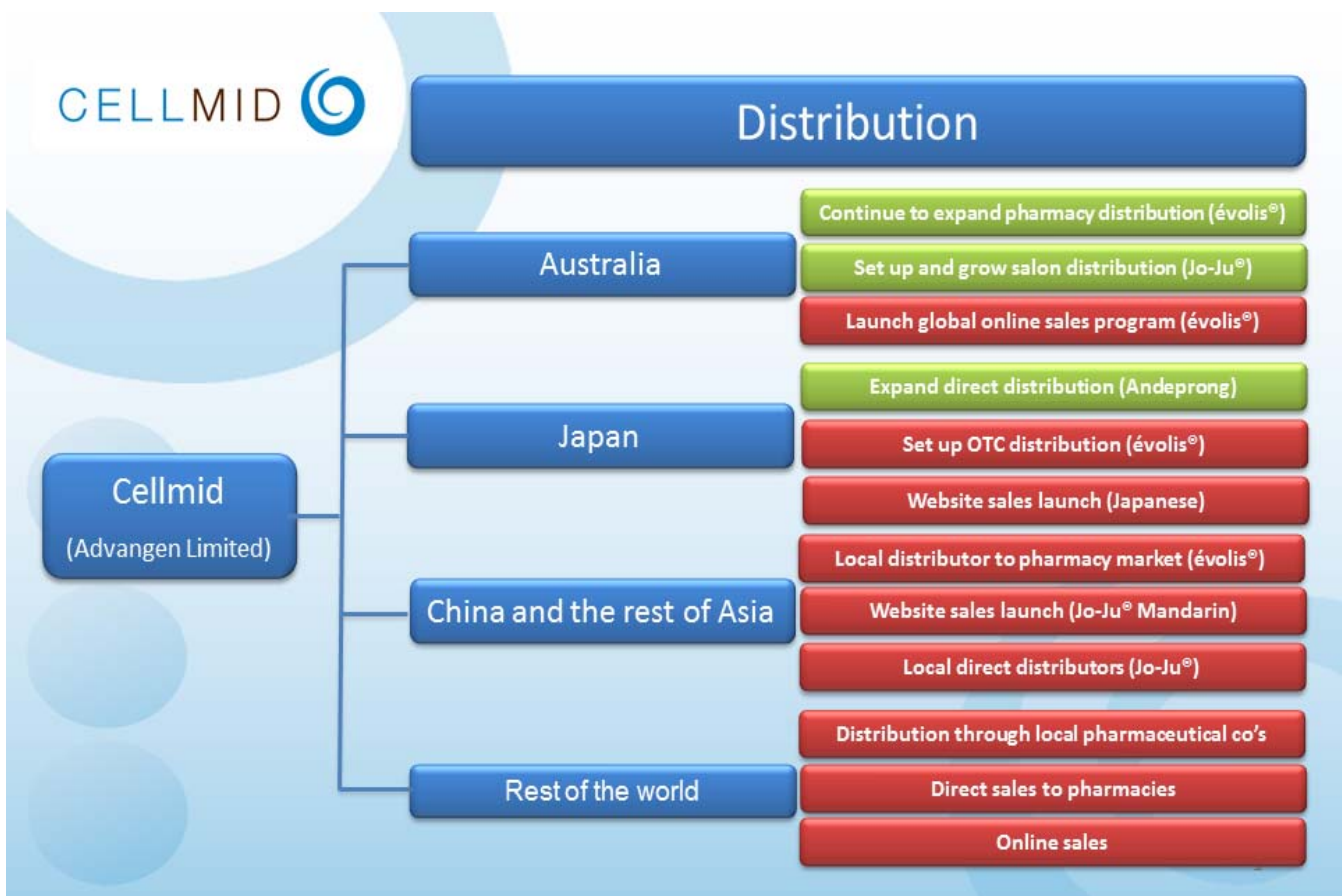 CELLMID
Distribution
Australia
Continue to expand pharmacy distribution (évolis®)
Set up and grow salon distribution (Jo-Ju®)
Launch global online sales program (évolis®)
Japan
Expand direct distribution (Andeprong)
Set up OTC distribution (évolis®)
Website sales launch (Japanese)
Cellmid
(Advangen Limited)
China and the rest of Asia
Local distributor to pharmacy market (évolis®)
Website sales launch (Jo-Ju® Mandarin)
Local direct distributors (Jo-Ju®)
Rest of the world
Distribution through local pharmaceutical co's
Direct sales to pharmacies
Online sales